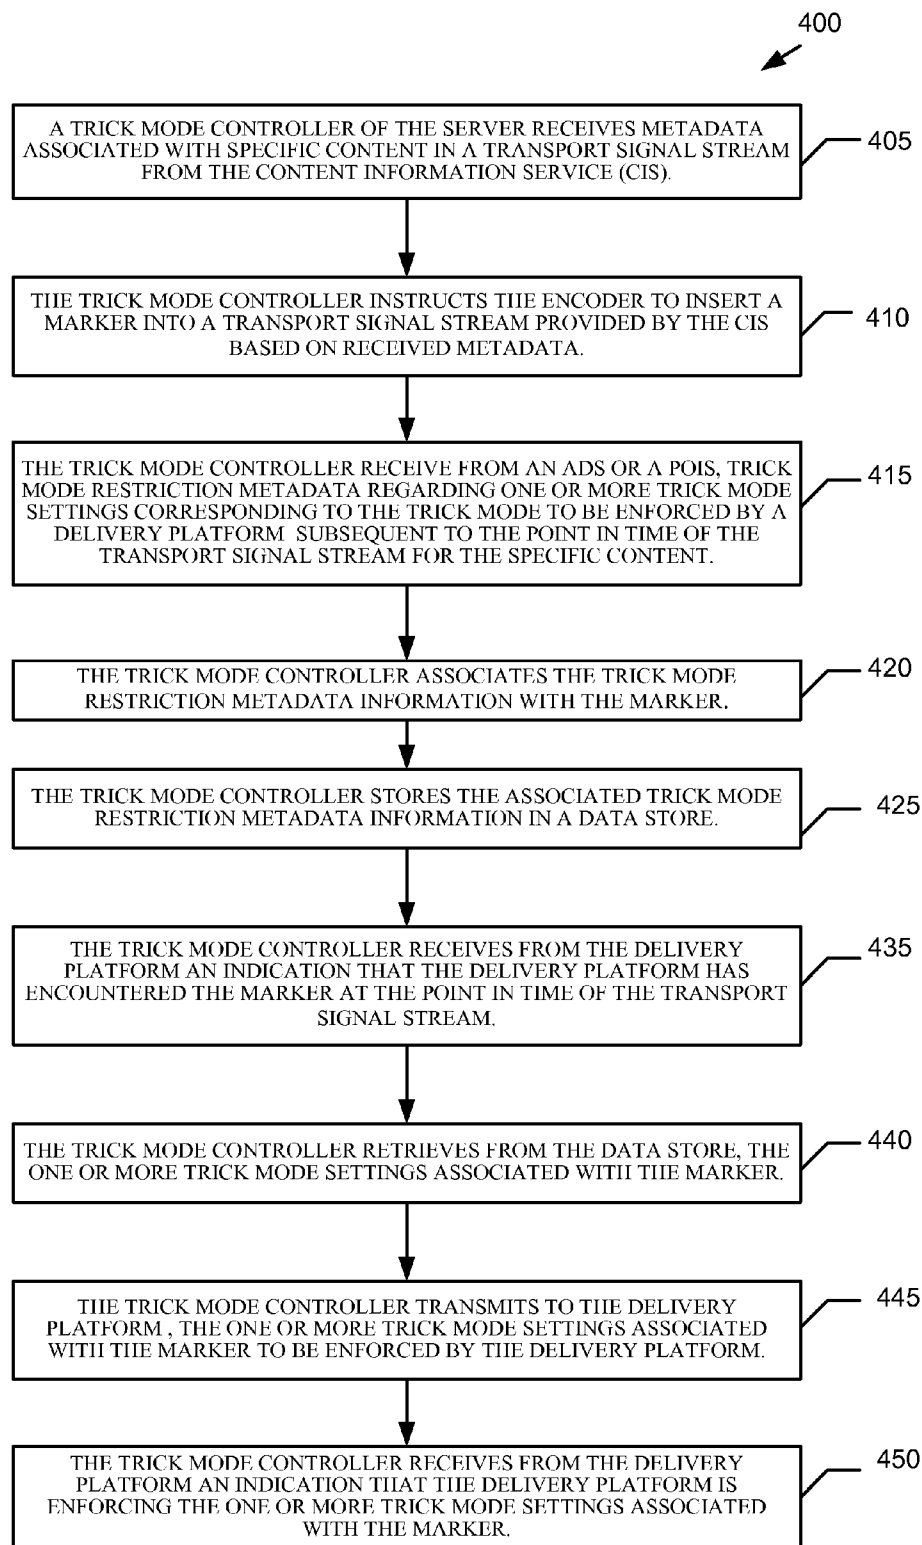 400
A TRICK MODE CONTROLLER OF THE SERVER RECEIVES METADATA
ASSOCIATED WITH SPECIFIC CONTENT IN A TRANSPORT SIGNAL STREAM
FROM THE CONTENT INFORMATION SERVICE (CIS).
405
THE TRICK MODE CONTROLLER INSTRUCTS THE ENCODER TO INSERT A
MARKER INTO A TRANSPORT SIGNAL STREAM PROVIDED BY THE CIS
BASED ON RECEIVED METADATA.
410
THE TRICK MODE CONTROLLER RECEIVE FROM AN ADS OR A POIS, TRICK
MODE RESTRICTION METADATA REGARDING ONE OR MORE TRICK MODE
SETTINGS CORRESPONDING TO THE TRICK MODE TO BE ENFORCED BY A
DELIVERY PLATFORM SUBSEQUENT TO THE POINT IN TIME OF THE
TRANSPORT SIGNAL STREAM FOR THE SPECIFIC CONTENT.
415
THE TRICK MODE CONTROLLER ASSOCIATES THE TRICK MODE
RESTRICTION METADATA INFORMATION WITH THE MARKER.
420
THE TRICK MODE CONTROLLER STORES THE ASSOCIATED TRICK MODE
RESTRICTION METADATA INFORMATION IN A DATA STORE.
425
THE TRICK MODE CONTROLLER RECEIVES FROM THE DELIVERY
PLATFORM AN INDICATION THAT THE DELIVERY PLATFORM HAS
ENCOUNTERED THE MARKER AT THE POINT IN TIME OF THE TRANSPORT
SIGNAL STREAM.
435
THE TRICK MODE CONTROLLER RETRIEVES FROM THE DATA STORE, THE
ONE OR MORE TRICK MODE SETTINGS ASSOCIATED WITH THE MARKER.
440
THE TRICK MODE CONTROLLER TRANSMITS TO THE DELIVERY
PLATFORM , THE ONE OR MORE TRICK MODE SETTINGS ASSOCIATED
WITH THE MARKER TO BE ENFORCED BY THE DELIVERY PLATFORM.
445
THE TRICK MODE CONTROLLER RECEIVES FROM THE DELIVERY
PLATFORM AN INDICATION THAT THE DELIVERY PLATFORM IS
ENFORCING THE ONE OR MORE TRICK MODE SETTINGS ASSOCIATED
WITH THE MARKER.
450